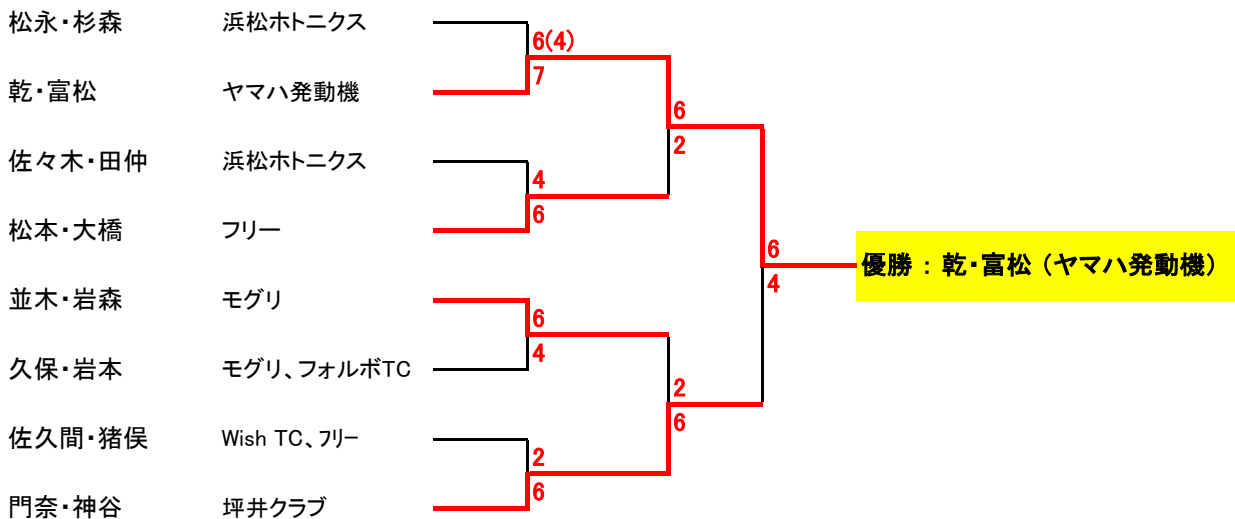 松永・杉森 浜松ホトニクス
6(4)
7
乾・富松 ヤマハ発動機
6
2
佐々木・田仲 浜松ホトニクス
4
6
松本・大橋 フリー
6
4
優勝 : 乾・富松 (ヤマハ発動機)
並木・岩森 モグリ
6
4
久保・岩本 モグリ、フォルボTC
2
6
佐久間・猪俣 Wish TC、フリー
2
6
門奈・神谷 坪井クラブ